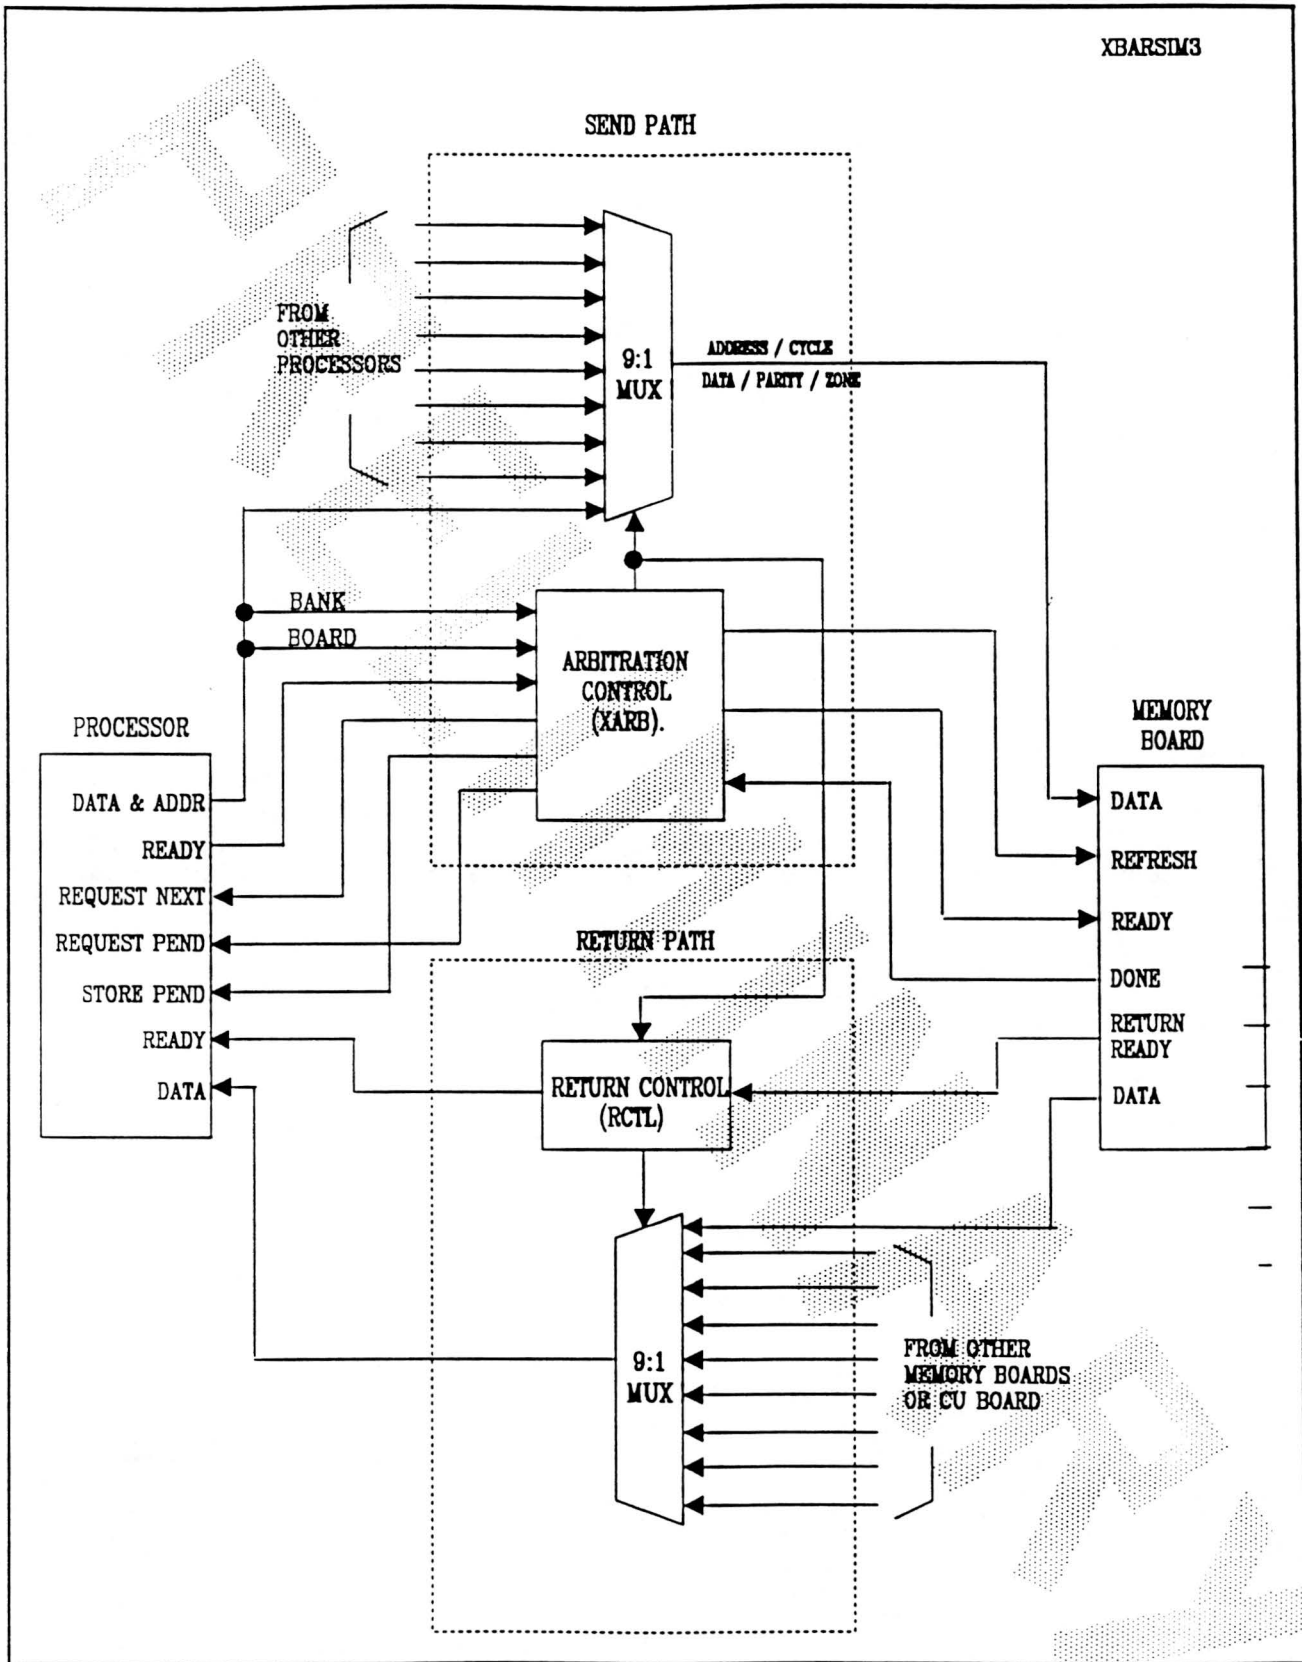 XBARSIM3
SEND PATH
FROM
OTHER
PROCESSORS
9:1
MUX
ADDRESS / CYCLE
DATA / PARITY / ZONE
BANK
BOARD
ARBITRATION
CONTROL
(XARB).
PROCESSOR
DATA & ADDR
READY
REQUEST NEXT
REQUEST PEND
STORE PEND
READY
DATA
MEMORY
BOARD
DATA
REFRESH
READY
DONE
RETURN
READY
DATA
RETURN PATH
RETURN CONTROL
(RCTL)
9:1
MUX
FROM OTHER
MEMORY BOARDS
OR CU BOARD
PRELIMINARY